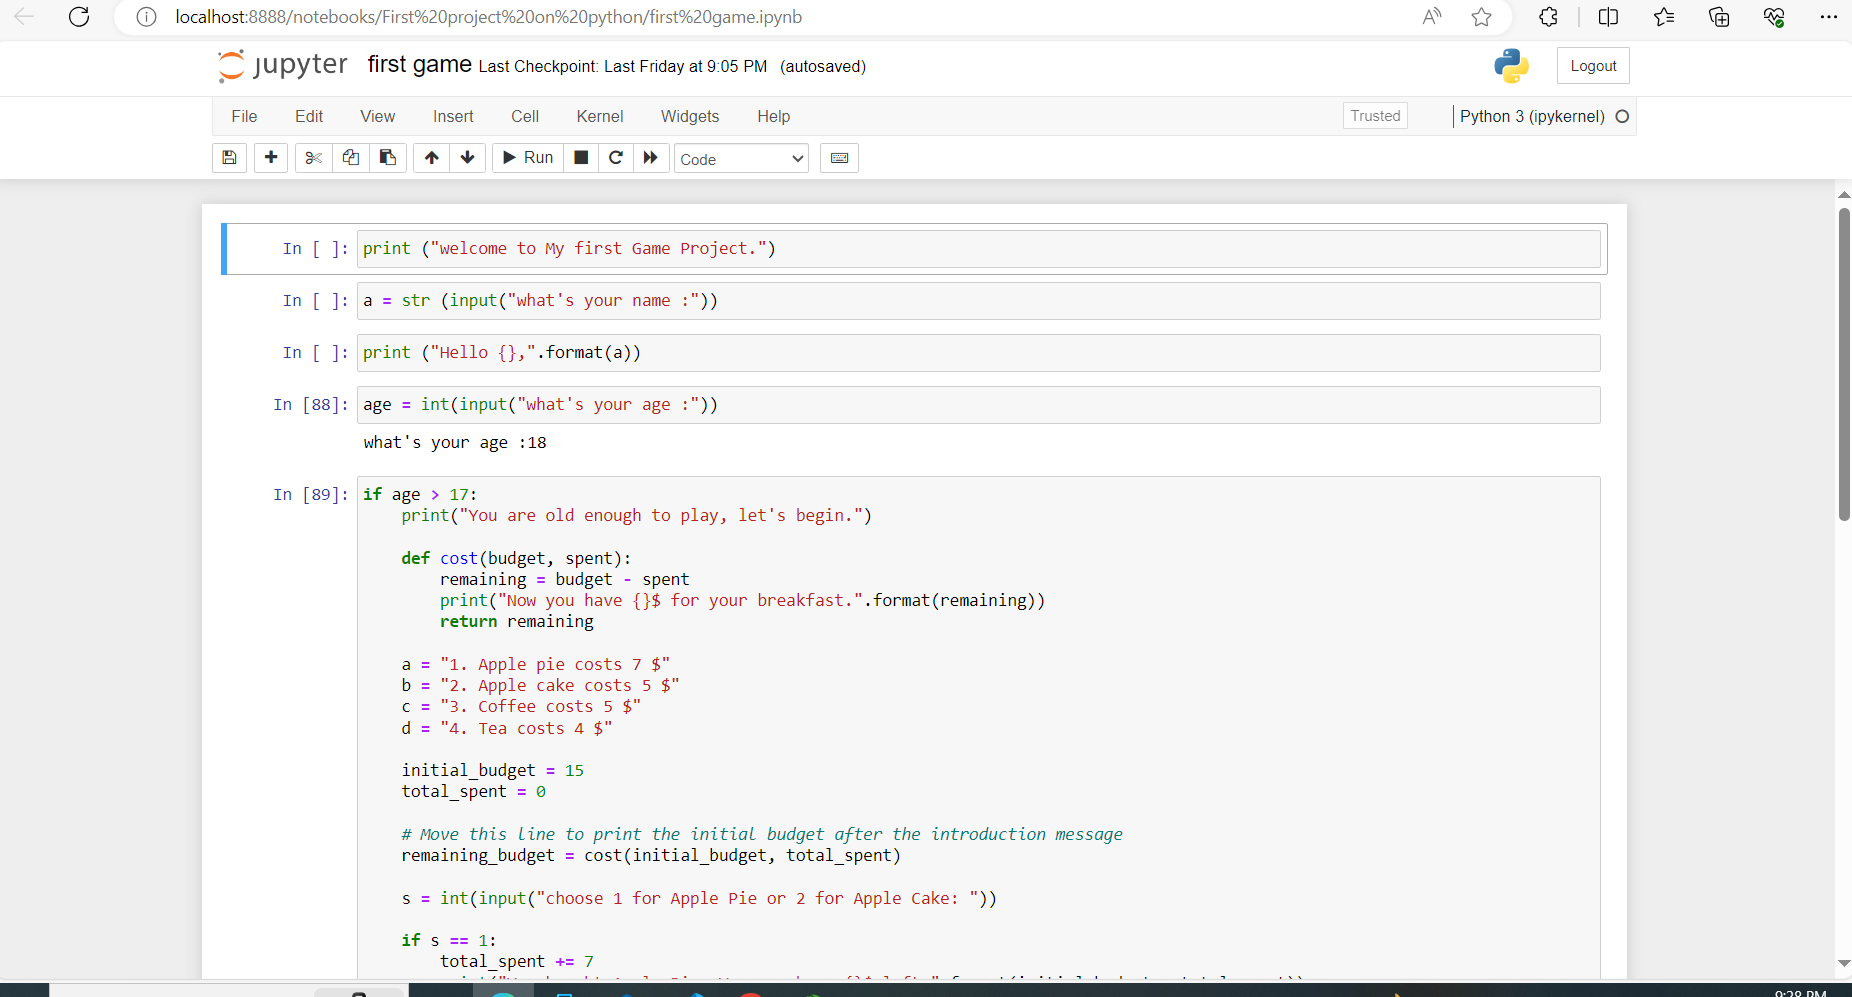 localhost:8888/notebooks/First%20project%20on%20python/first%20game.ipynb
jupyter first game Last Checkpoint: Last Friday at 9:05 PM (autosaved)
Logout
File Edit View Insert Cell Kernel Widgets Help
Trusted
Python 3 (ipykernel)
Run
Code
In [ ]: print ("welcome to My first Game Project.")
In [ ]: a = str (input("what's your name :"))
In [ ]: print ("Hello {},".format(a))
In [88]: age = int(input("what's your age :"))
what's your age :18
In [89]: if age > 17:
print("You are old enough to play, let's begin.")
def cost(budget, spent):
remaining = budget - spent
print("Now you have {}$ for your breakfast.".format(remaining))
return remaining
a = "1. Apple pie costs 7 $"
b = "2. Apple cake costs 5 $"
c = "3. Coffee costs 5 $"
d = "4. Tea costs 4 $"
initial_budget = 15
total_spent = 0
# Move this line to print the initial budget after the introduction message
remaining_budget = cost(initial_budget, total_spent)
s = int(input("choose 1 for Apple Pie or 2 for Apple Cake: "))
if s == 1:
total_spent += 7
9:28 PM